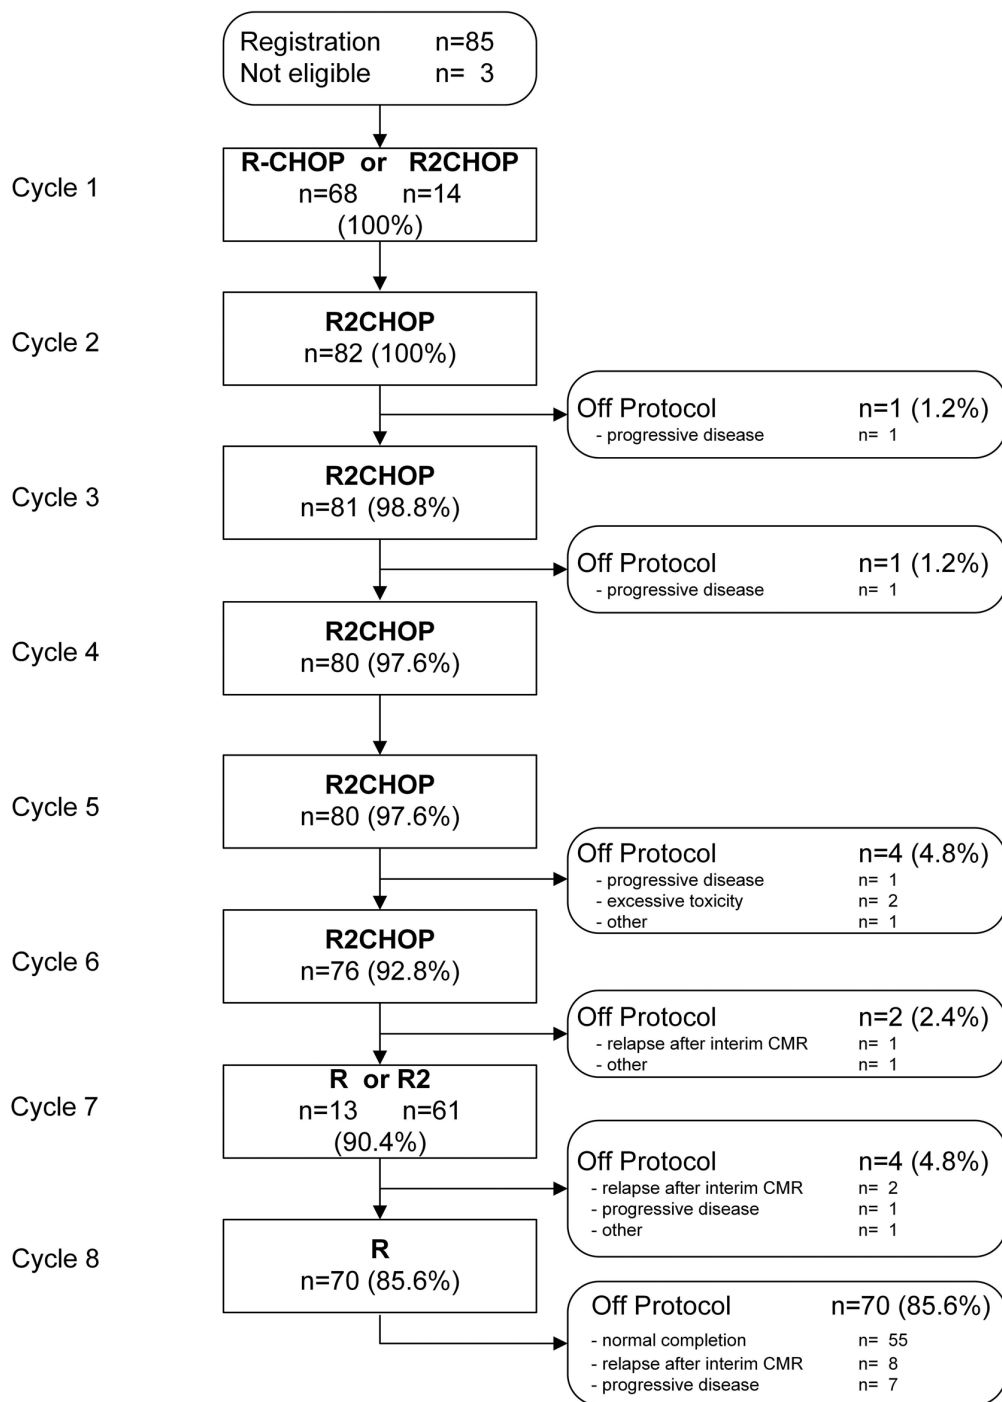 Registration n=85
Not eligible n= 3
Cycle 1
R-CHOP or R2CHOP
n=68 n=14
(100%)
Cycle 2
R2CHOP
n=82 (100%)
Off Protocol n=1 (1.2%)
- progressive disease n= 1
Cycle 3
R2CHOP
n=81 (98.8%)
Off Protocol n=1 (1.2%)
- progressive disease n= 1
Cycle 4
R2CHOP
n=80 (97.6%)
Cycle 5
R2CHOP
n=80 (97.6%)
Off Protocol n=4 (4.8%)
- progressive disease n= 1
- excessive toxicity n= 2
- other n= 1
Cycle 6
R2CHOP
n=76 (92.8%)
Off Protocol n=2 (2.4%)
- relapse after interim CMR n= 1
- other n= 1
Cycle 7
R or R2
n=13 n=61
(90.4%)
Off Protocol n=4 (4.8%)
- relapse after interim CMR n= 2
- progressive disease n= 1
- other n= 1
Cycle 8
R
n=70 (85.6%)
Off Protocol n=70 (85.6%)
- normal completion n= 55
- relapse after interim CMR n= 8
- progressive disease n= 7